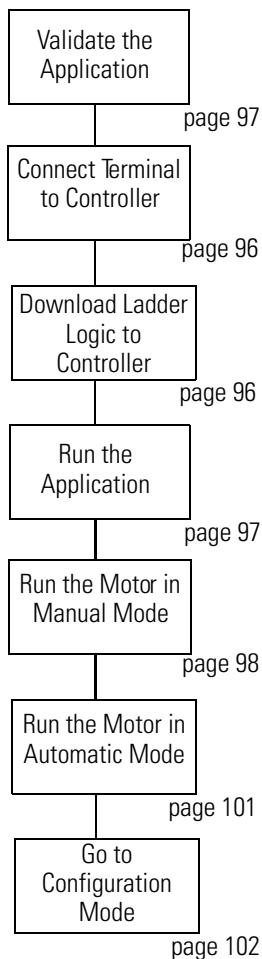 Validate the
Application
page 97
Connect Terminal
to Controller
page 96
Download Ladder
Logic to
Controller
page 96
Run the
Application
page 97
Run the Motor in
Manual Mode
page 98
Run the Motor in
Automatic Mode
page 101
Go to
Configuration
Mode
page 102